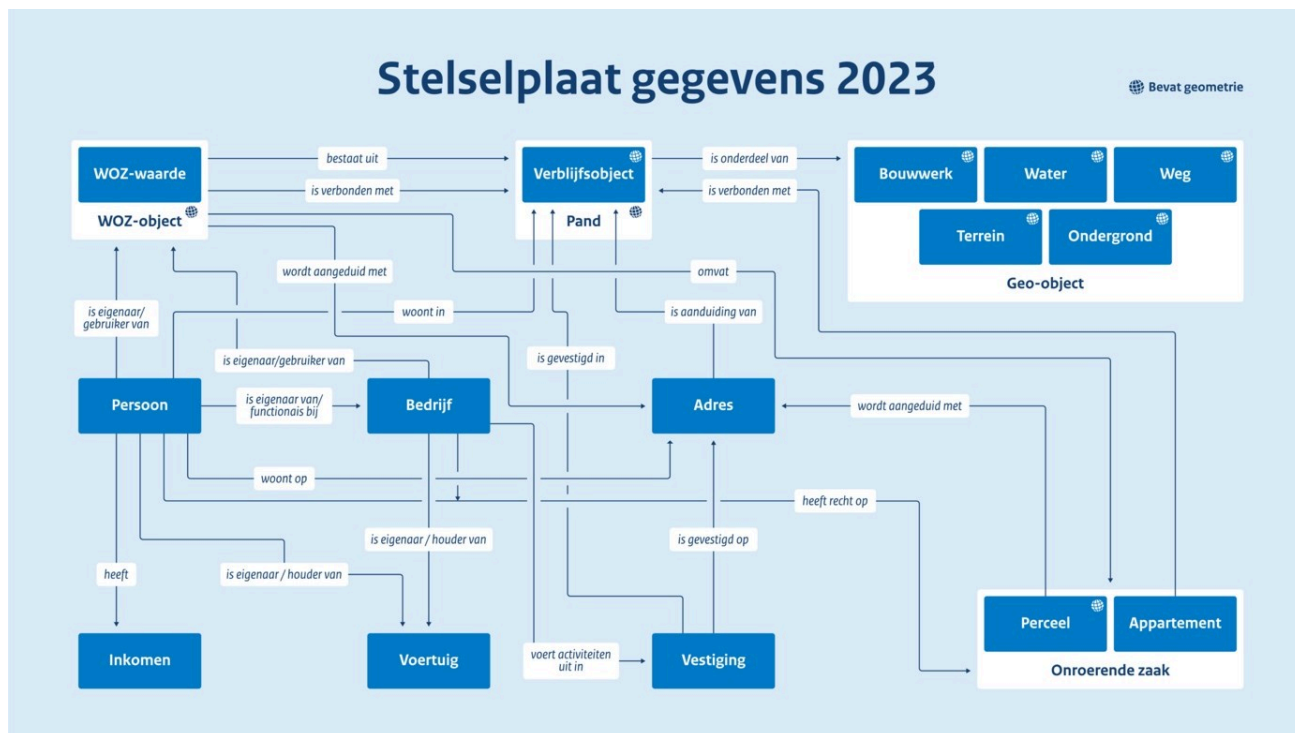 Stelselplaat gegevens 2023
Bevat geometrie
WOZ-waarde
WOZ-object
bestaat uit
is verbonden met
Verblijfsobject
Pand
is onderdeel van
is verbonden met
Bouwwerk
Water
Weg
Terrein
Ondergrond
Geo-object
wordt aangeduid met
omvat
is eigenaar/
gebruiker van
woont in
is aanduiding van
is eigenaar/gebruiker van
is gevestigd in
Persoon
is eigenaar van/
functionais bij
Bedrijf
Adres
wordt aangeduid met
woont op
heeft recht op
is eigenaar / houder van
is gevestigd op
heeft
is eigenaar / houder van
Perceel
Appartement
Onroerende zaak
Inkomen
Voertuig
voert activiteiten
uit in
Vestiging